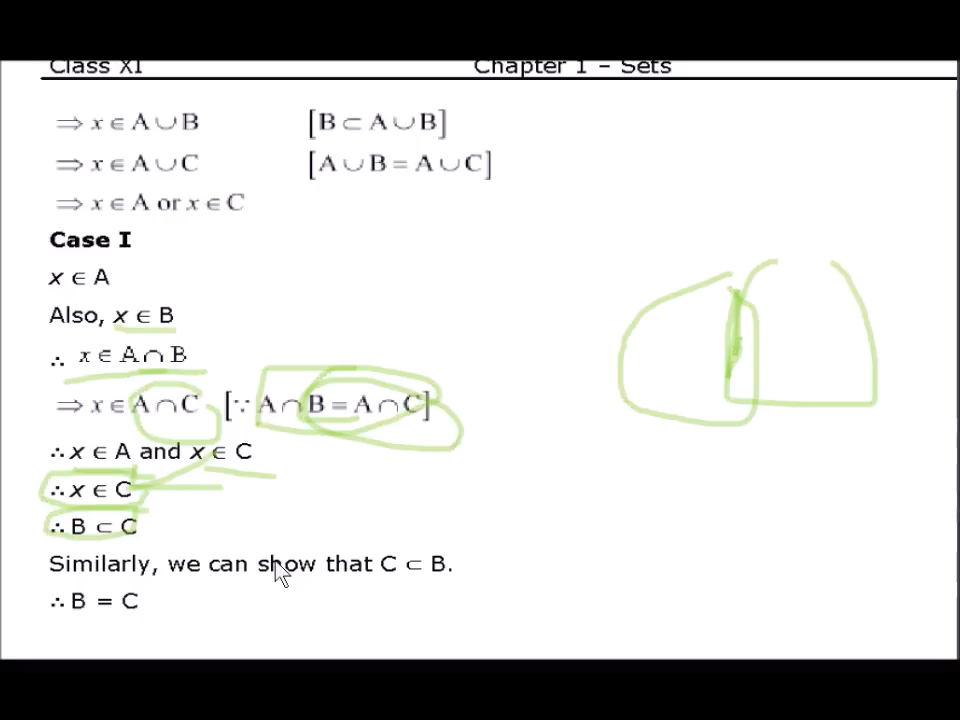 Class XI Chapter 1 – Sets
⇒ x ∈ A ∪ B [B ⊂ A ∪ B]
⇒ x ∈ A ∪ C [A ∪ B = A ∪ C]
⇒ x ∈ A or x ∈ C
Case I
x ∈ A
Also, x ∈ B
∴ x ∈ A ∩ B
⇒ x ∈ A ∩ C [∵ A ∩ B = A ∩ C]
∴ x ∈ A and x ∈ C
∴ x ∈ C
∴ B ⊂ C
Similarly, we can show that C ⊂ B.
∴ B = C